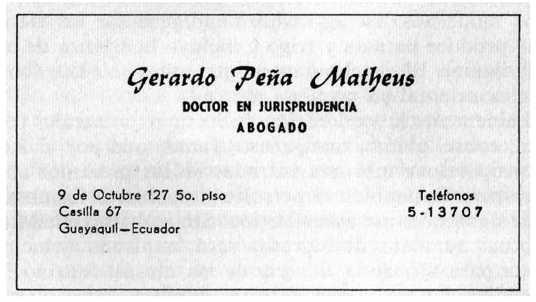 Gerardo Peña Matheus
DOCTOR EN JURISPRUDENCIA
ABOGADO
9 de Octubre 127 5o. piso
Casilla 67
Guayaquil—Ecuador
Teléfonos
5-13707